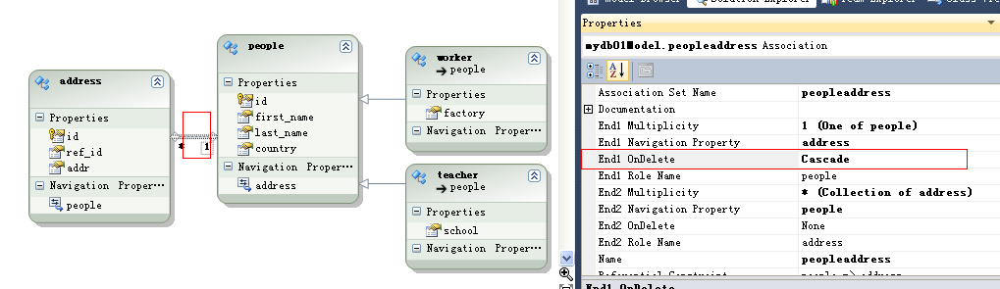 address
Properties
id
ref_id
addr
Navigation Proper…
people
*
1
people
Properties
id
first_name
last_name
country
Navigation Proper…
address
worker
people
Properties
factory
Navigation Proper…
teacher
people
Properties
school
Navigation Proper…
Properties
mydb01Model.peopleaddress Association
Association Set Name peopleaddress
Documentation
End1 Multiplicity 1 (One of people)
End1 Navigation Property address
End1 OnDelete Cascade
End1 Role Name people
End2 Multiplicity * (Collection of address)
End2 Navigation Property people
End2 OnDelete None
End2 Role Name address
Name peopleaddress
End1 OnDelete